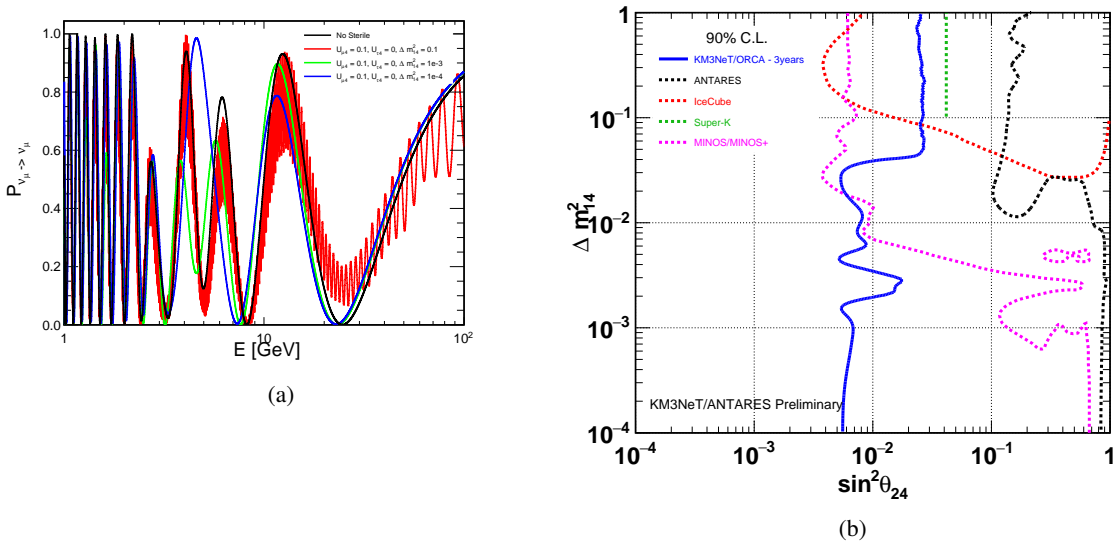 No Sterile
U_μ4 = 0.1, U_τ4 = 0, Δ m²_14 = 0.1
U_μ4 = 0.1, U_τ4 = 0, Δ m²_14 = 1e-3
U_μ4 = 0.1, U_τ4 = 0, Δ m²_14 = 1e-4
P_ν_μ -> ν_μ
1.0
0.8
0.6
0.4
0.2
0.0
1 10 10²
E [GeV]
(a)
90% C.L.
KM3NeT/ORCA - 3years
ANTARES
IceCube
Super-K
MINOS/MINOS+
Δ m²_14
1
10⁻¹
10⁻²
10⁻³
10⁻⁴
KM3NeT/ANTARES Preliminary
10⁻⁴ 10⁻³ 10⁻² 10⁻¹ 1
sin²θ_24
(b)